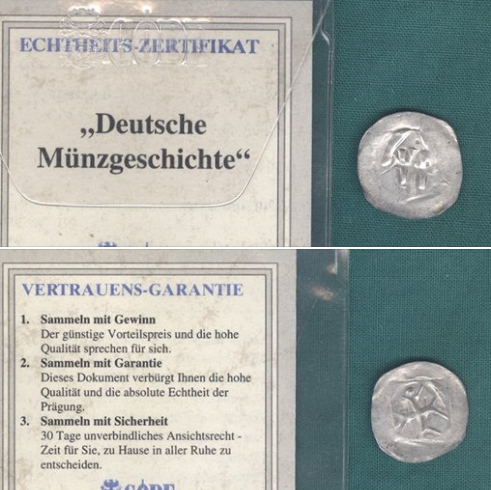 ECHTHEITS-ZERTIFIKAT
„Deutsche
Münzgeschichte“
VERTRAUENS-GARANTIE
1. Sammeln mit Gewinn
Der günstige Vorteilspreis und die hohe
Qualität sprechen für sich.
2. Sammeln mit Garantie
Dieses Dokument verbürgt Ihnen die hohe
Qualität und die absolute Echtheit der
Prägung.
3. Sammeln mit Sicherheit
30 Tage unverbindliches Ansichtsrecht -
Zeit für Sie, zu Hause in aller Ruhe zu
entscheiden.
GÖDE